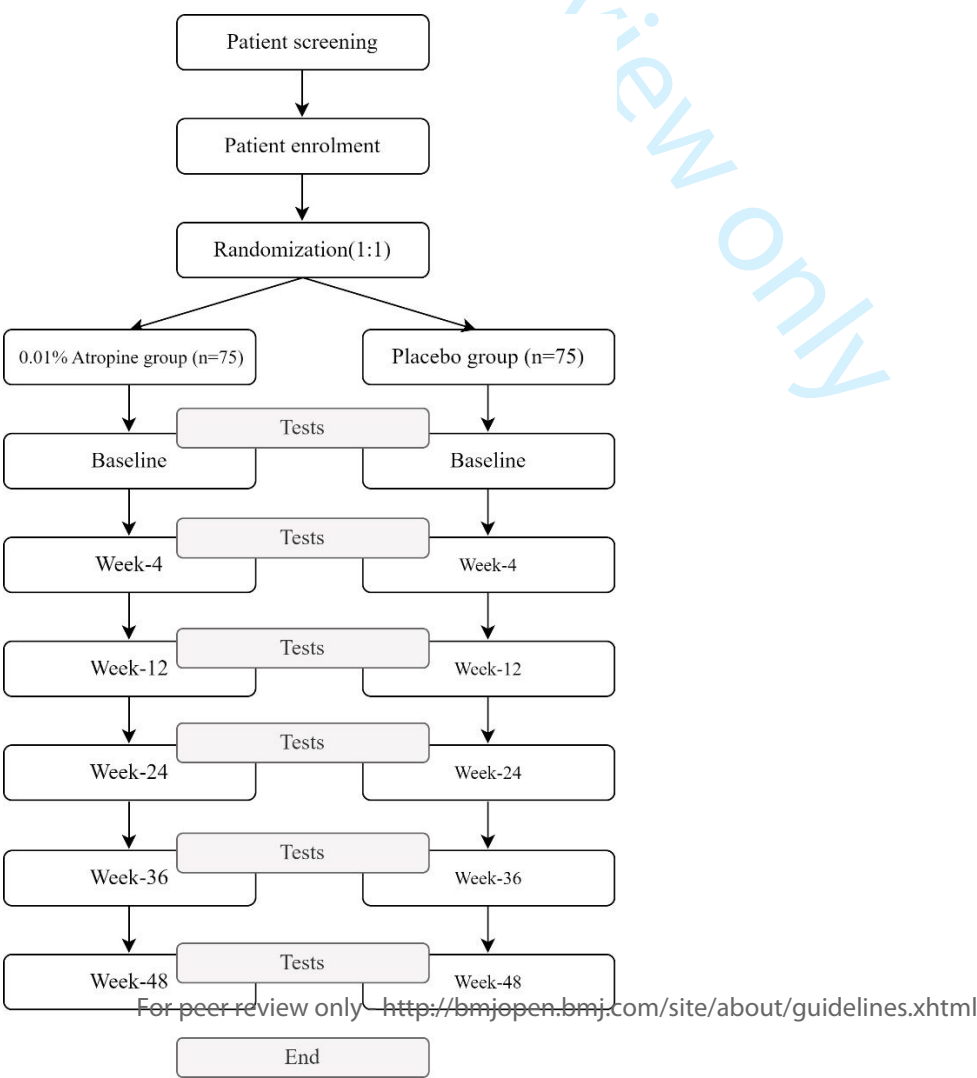 Patient screening
Patient enrolment
Randomization(1:1)
0.01% Atropine group (n=75)
Placebo group (n=75)
Tests
Baseline
Baseline
Tests
Week-4
Week-4
Tests
Week-12
Week-12
Tests
Week-24
Week-24
Tests
Week-36
Week-36
Tests
Week-48
Week-48
For peer review only - http://bmjopen.bmj.com/site/about/guidelines.xhtml
End